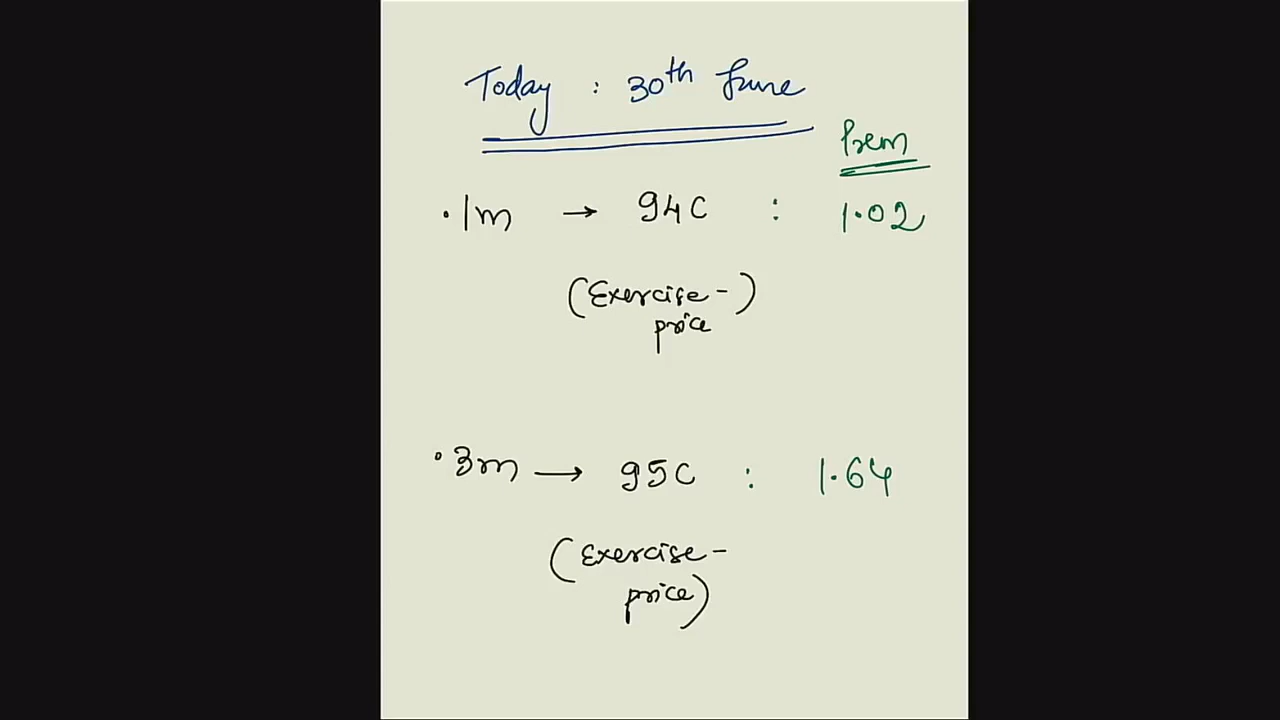 Today : 30th June
Prem
.1m → 94C : 1.02
(Exercise-)
price
.3m → 95C : 1.64
(Exercise-
price)